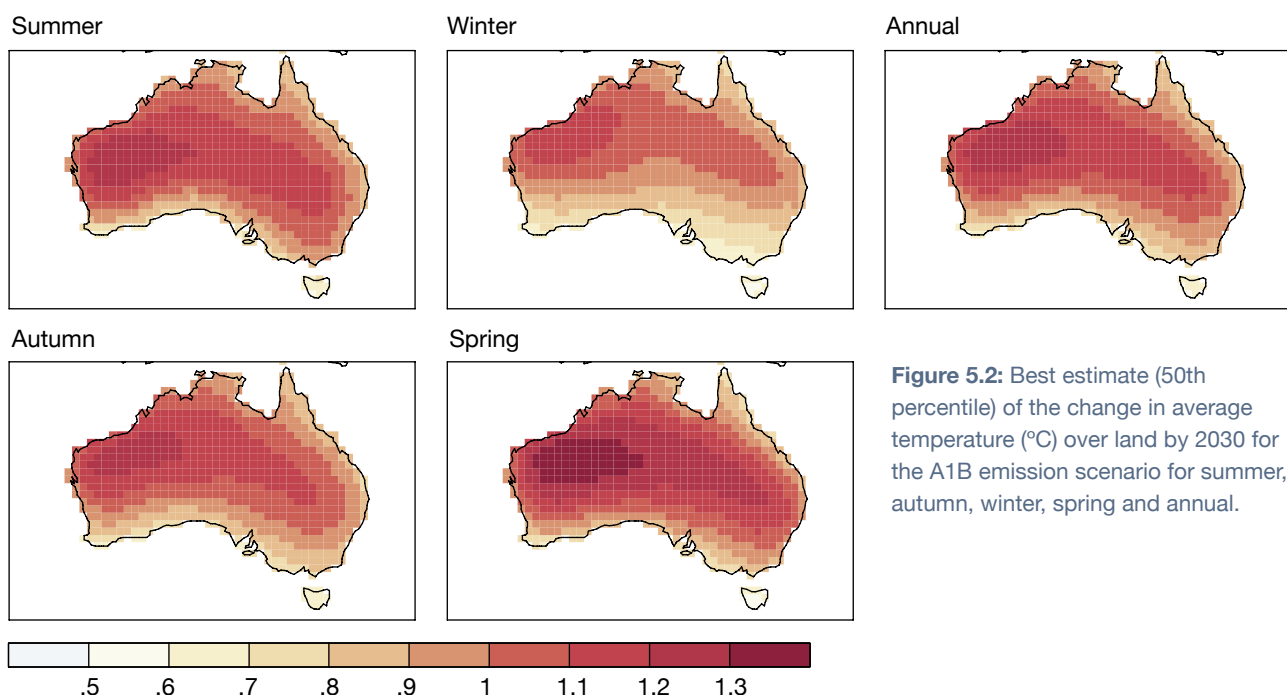 Summer
Winter
Annual
Autumn
Spring
Figure 5.2: Best estimate (50th
percentile) of the change in average
temperature (ºC) over land by 2030 for
the A1B emission scenario for summer,
autumn, winter, spring and annual.
.5 .6 .7 .8 .9 1 1.1 1.2 1.3